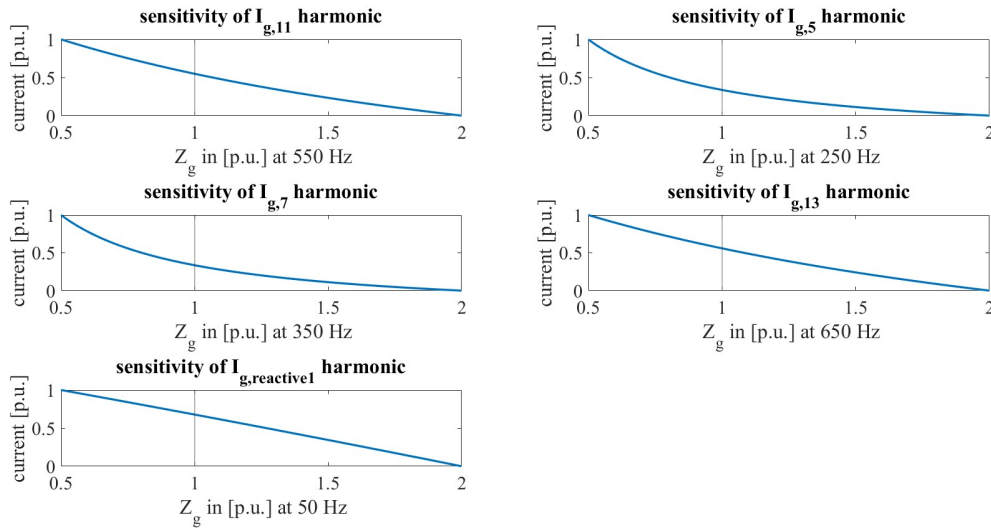 sensitivity of I_{g,11} harmonic
current [p.u.]
1
0.5
0
0.5 1 1.5 2
Z_g in [p.u.] at 550 Hz
sensitivity of I_{g,5} harmonic
current [p.u.]
1
0.5
0
0.5 1 1.5 2
Z_g in [p.u.] at 250 Hz
sensitivity of I_{g,7} harmonic
current [p.u.]
1
0.5
0
0.5 1 1.5 2
Z_g in [p.u.] at 350 Hz
sensitivity of I_{g,13} harmonic
current [p.u.]
1
0.5
0
0.5 1 1.5 2
Z_g in [p.u.] at 650 Hz
sensitivity of I_{g,reactive1} harmonic
current [p.u.]
1
0.5
0
0.5 1 1.5 2
Z_g in [p.u.] at 50 Hz